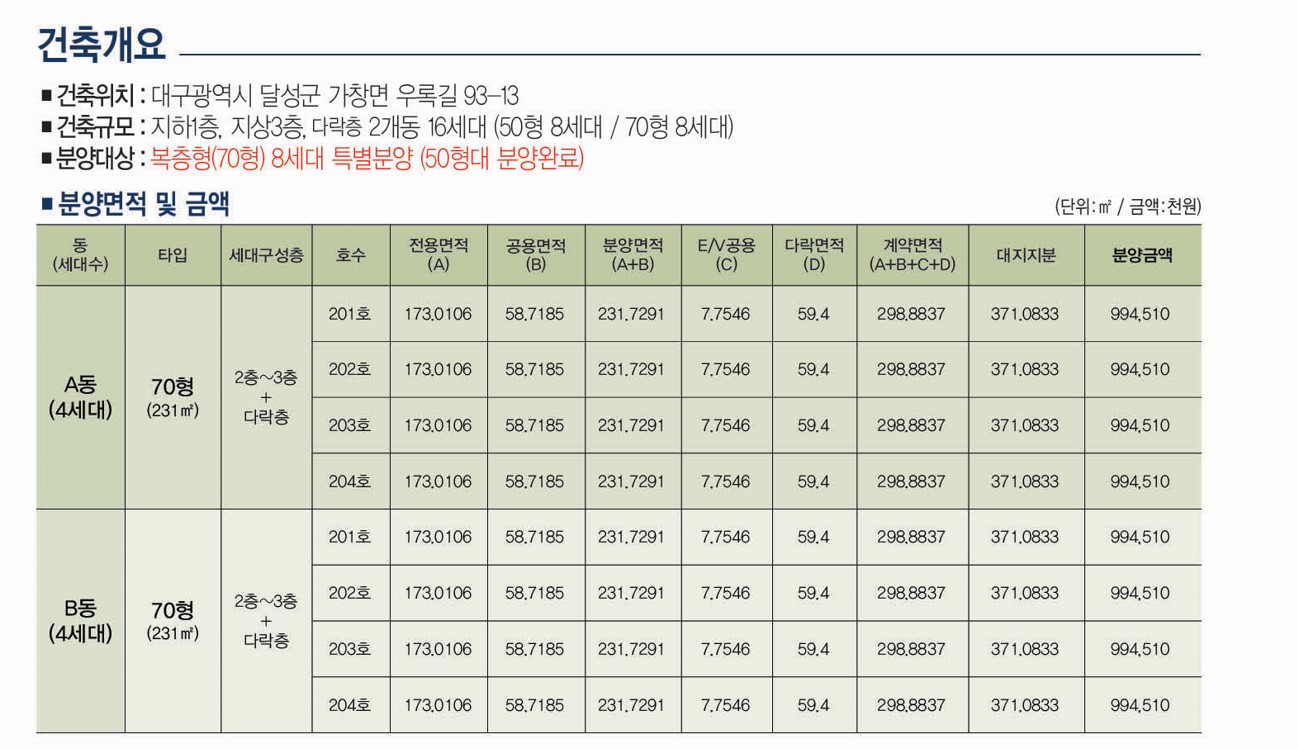 건축개요
■ 건축위치 : 대구광역시 달성군 가창면 우록길 93-13
■ 건축규모 : 지하1층, 지상3층, 다락층 2개동 16세대 (50형 8세대 / 70형 8세대)
■ 분양대상 : 복층형(70형) 8세대 특별분양 (50형대 분양완료)
■ 분양면적 및 금액
(단위:㎡ / 금액:천원)
동 (세대수) 타입 세대구성층 호수 전용면적 (A) 공용면적 (B) 분양면적 (A+B) E/V공용 (C) 다락면적 (D) 계약면적 (A+B+C+D) 대지지분 분양금액
A동 (4세대) 70형 (231㎡) 2층~3층 + 다락층
201호 173.0106 58.7185 231.7291 7.7546 59.4 298.8837 371.0833 994,510
202호 173.0106 58.7185 231.7291 7.7546 59.4 298.8837 371.0833 994,510
203호 173.0106 58.7185 231.7291 7.7546 59.4 298.8837 371.0833 994,510
204호 173.0106 58.7185 231.7291 7.7546 59.4 298.8837 371.0833 994,510
B동 (4세대) 70형 (231㎡) 2층~3층 + 다락층
201호 173.0106 58.7185 231.7291 7.7546 59.4 298.8837 371.0833 994,510
202호 173.0106 58.7185 231.7291 7.7546 59.4 298.8837 371.0833 994,510
203호 173.0106 58.7185 231.7291 7.7546 59.4 298.8837 371.0833 994,510
204호 173.0106 58.7185 231.7291 7.7546 59.4 298.8837 371.0833 994,510